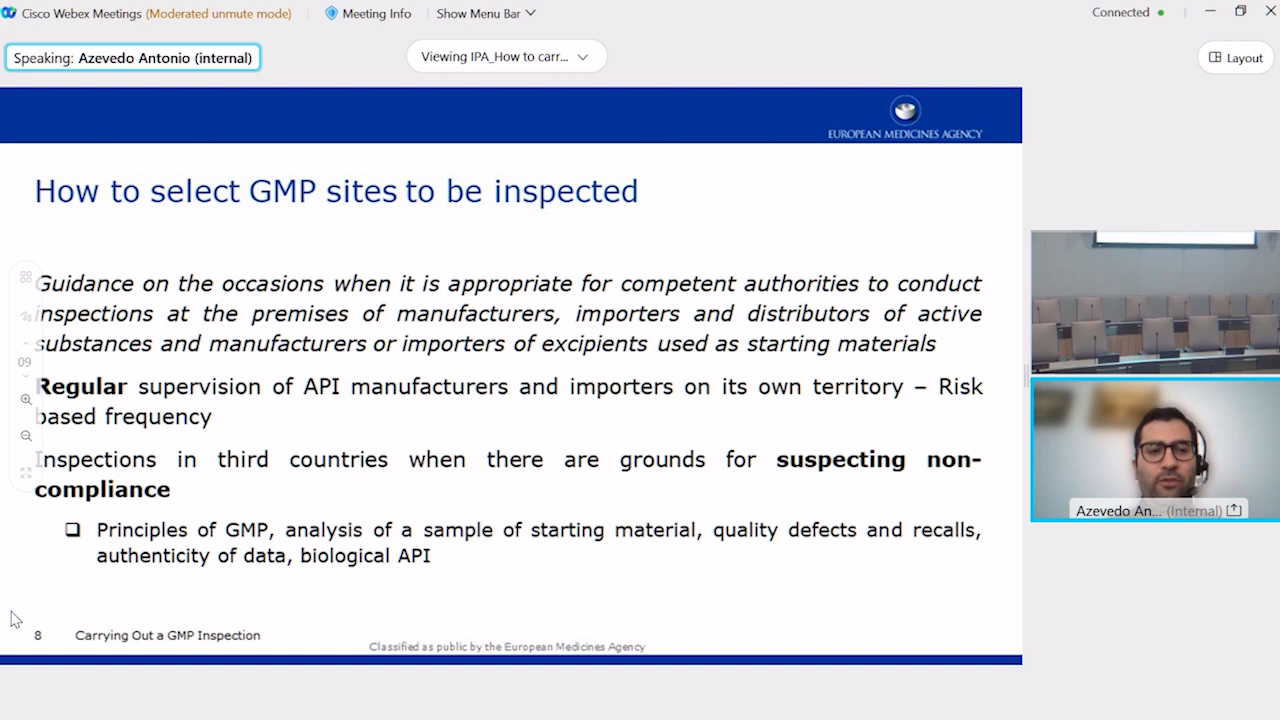 Cisco Webex Meetings (Moderated unmute mode)
Meeting Info
Show Menu Bar
Connected
Speaking: Azevedo Antonio (internal)
Viewing IPA_How to carr...
Layout
EUROPEAN MEDICINES AGENCY
How to select GMP sites to be inspected
Guidance on the occasions when it is appropriate for competent authorities to conduct
inspections at the premises of manufacturers, importers and distributors of active
substances and manufacturers or importers of excipients used as starting materials
09
Regular supervision of API manufacturers and importers on its own territory – Risk
based frequency
Inspections in third countries when there are grounds for suspecting non-
compliance
Principles of GMP, analysis of a sample of starting material, quality defects and recalls,
authenticity of data, biological API
Azevedo An... (Internal)
8 Carrying Out a GMP Inspection
Classified as public by the European Medicines Agency